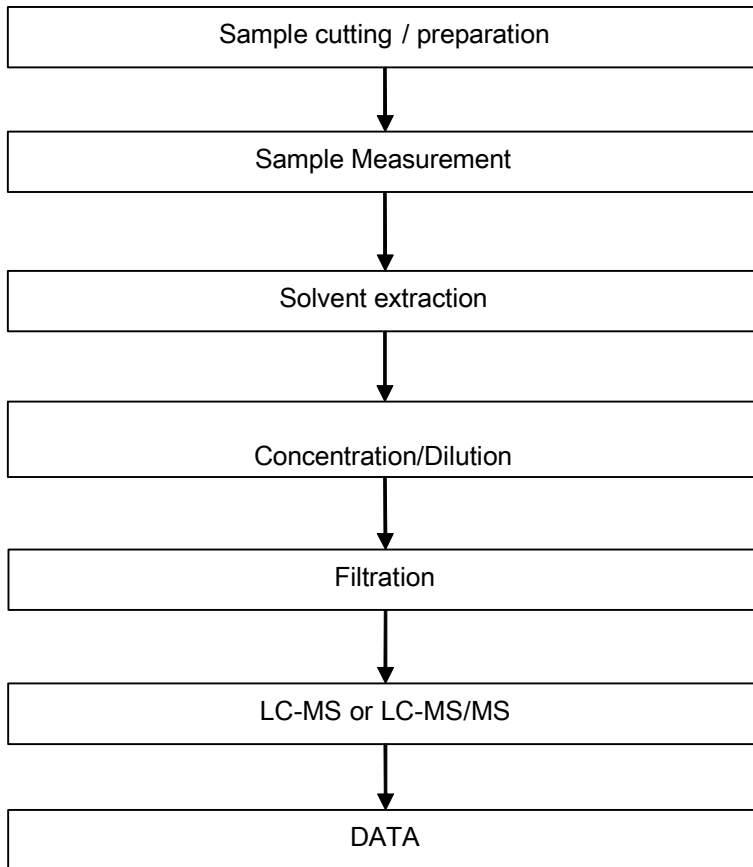 Sample cutting / preparation
Sample Measurement
Solvent extraction
Concentration/Dilution
Filtration
LC-MS or LC-MS/MS
DATA